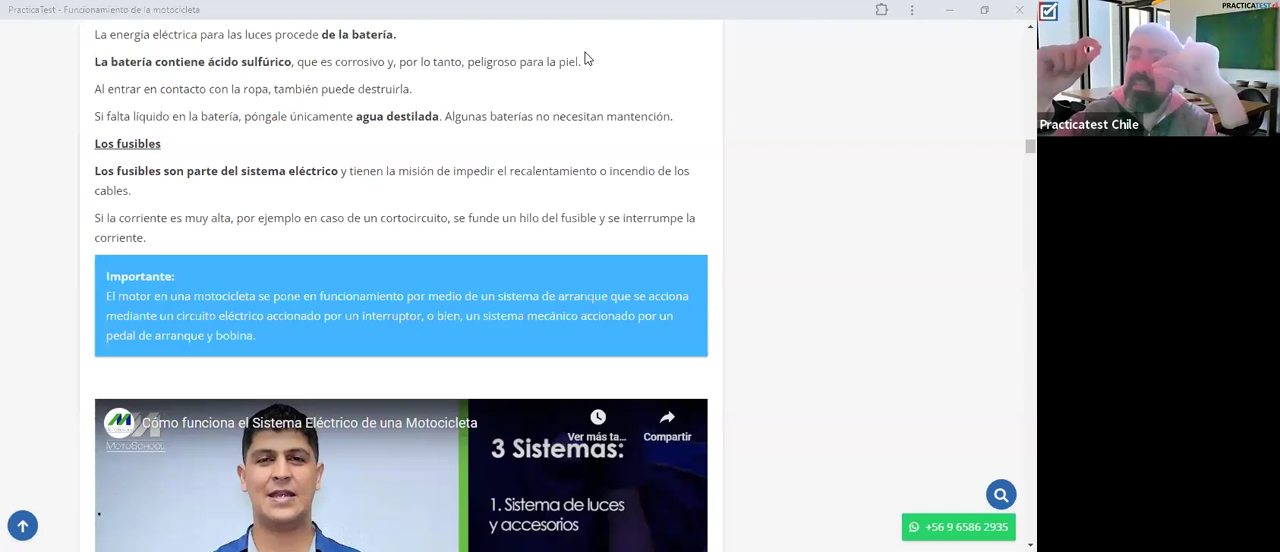 PracticaTest - Funcionamiento de la motocicleta
La energía eléctrica para las luces procede de la batería.
La batería contiene ácido sulfúrico, que es corrosivo y, por lo tanto, peligroso para la piel.
Al entrar en contacto con la ropa, también puede destruirla.
Si falta líquido en la batería, póngale únicamente agua destilada. Algunas baterías no necesitan mantención.
Los fusibles
Los fusibles son parte del sistema eléctrico y tienen la misión de impedir el recalentamiento o incendio de los
cables.
Si la corriente es muy alta, por ejemplo en caso de un cortocircuito, se funde un hilo del fusible y se interrumpe la
corriente.
Importante:
El motor en una motocicleta se pone en funcionamiento por medio de un sistema de arranque que se acciona
mediante un circuito eléctrico accionado por un interruptor, o bien, un sistema mecánico accionado por un
pedal de arranque y bobina.
Cómo funciona el Sistema Eléctrico de una Motocicleta
MOTOSCHOOL
Ver más ta...
Compartir
3 Sistemas:
1. Sistema de luces
y accesorios
+56 9 6586 2935
PRACTICATEST
Practicatest Chile